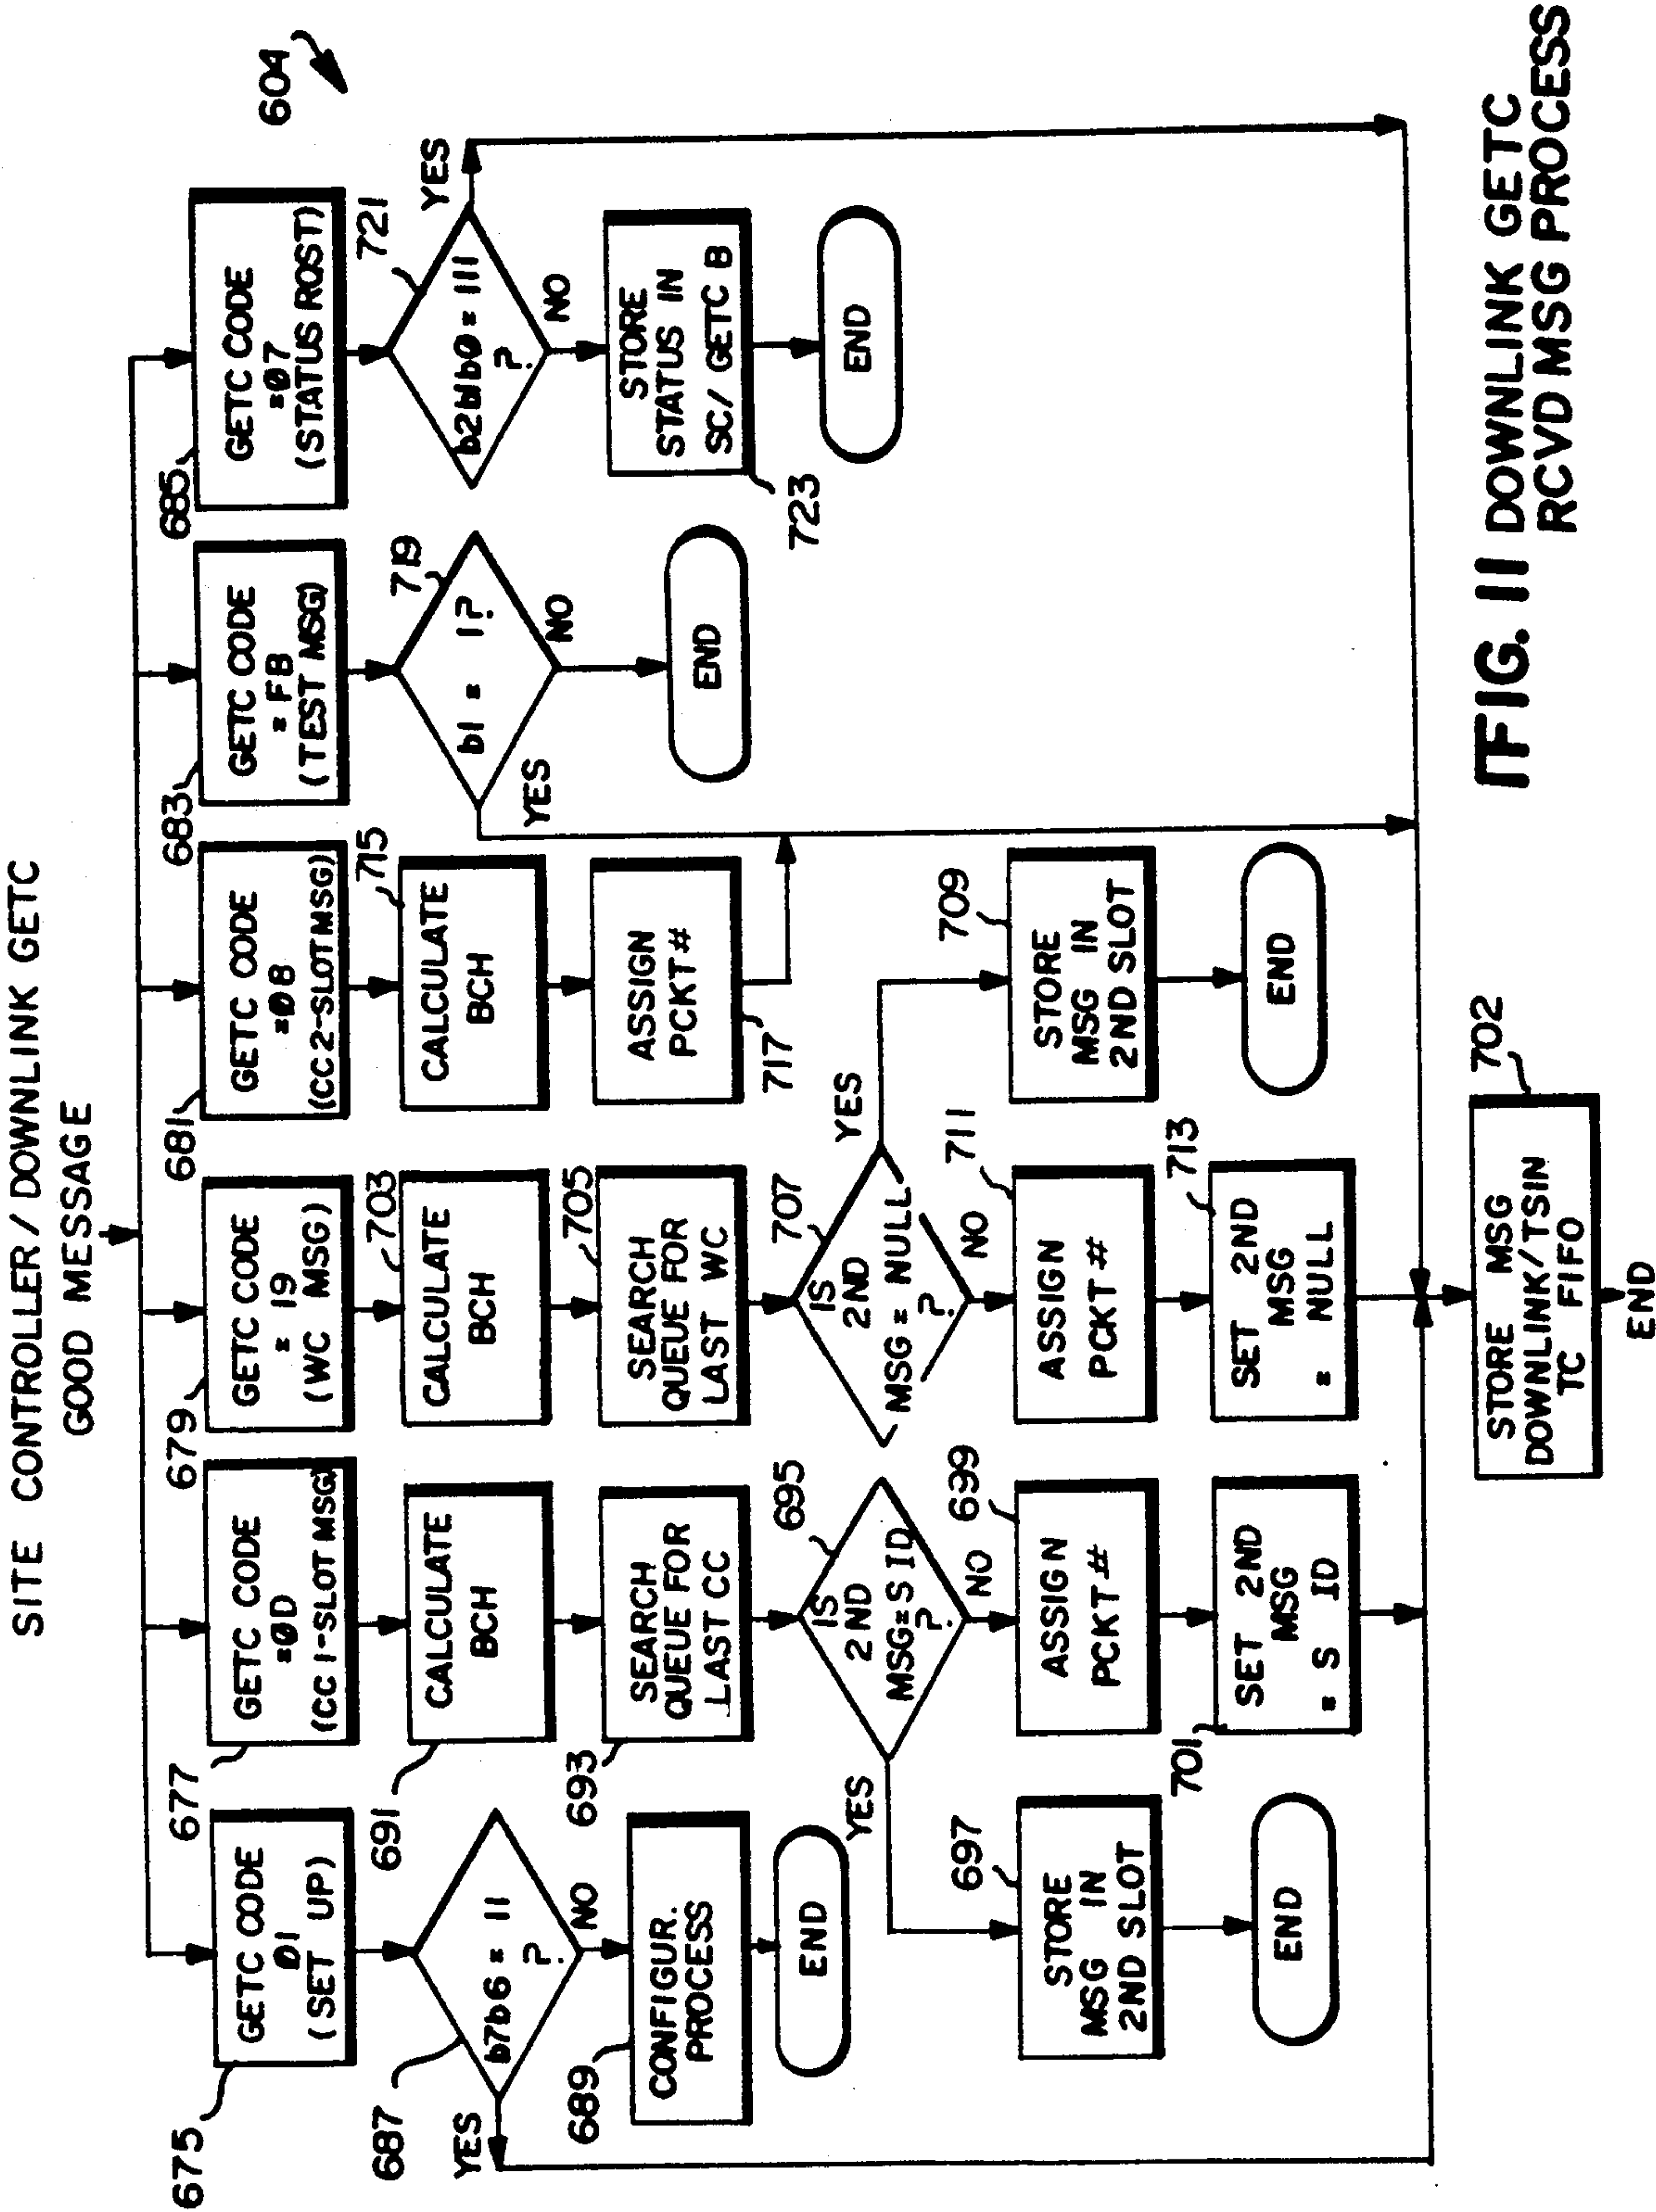 SITE CONTROLLER/DOWNLINK GETC
GOOD MESSAGE
604
675
GETC CODE
01
(SET UP)
677
GETC CODE
=0D
(CC 1-SLOT MSG)
679
GETC CODE
= 19
(WC MSG)
681
GETC CODE
=08
(CC 2-SLOT MSG)
683
GETC CODE
=FB
(TEST MSG)
685
GETC CODE
=07
(STATUS RQST)
687
b7b6 = 11
?
YES
NO
689
CONFIGUR.
PROCESS
END
691
CALCULATE
BCH
693
SEARCH
QUEUE FOR
LAST CC
695
IS
2ND
MSG=S ID
?
YES
NO
697
STORE
MSG IN
2ND SLOT
END
699
ASSIGN
PCKT #
701
SET 2ND
MSG
= S ID
703
CALCULATE
BCH
705
SEARCH
QUEUE FOR
LAST WC
707
IS
2ND
MSG = NULL
?
YES
NO
709
STORE
MSG IN
2ND SLOT
END
711
ASSIGN
PCKT #
713
SET 2ND
MSG
= NULL
715
CALCULATE
BCH
717
ASSIGN
PCKT#
719
b1 = 1?
YES
NO
END
721
b2b1b0 = 111
?
YES
NO
723
STORE
STATUS IN
SC/GETC B
END
702
STORE MSG
DOWNLINK/TSIN
TC FIFO
END
FIG. 11 DOWNLINK GETC
RCVD MSG PROCESS